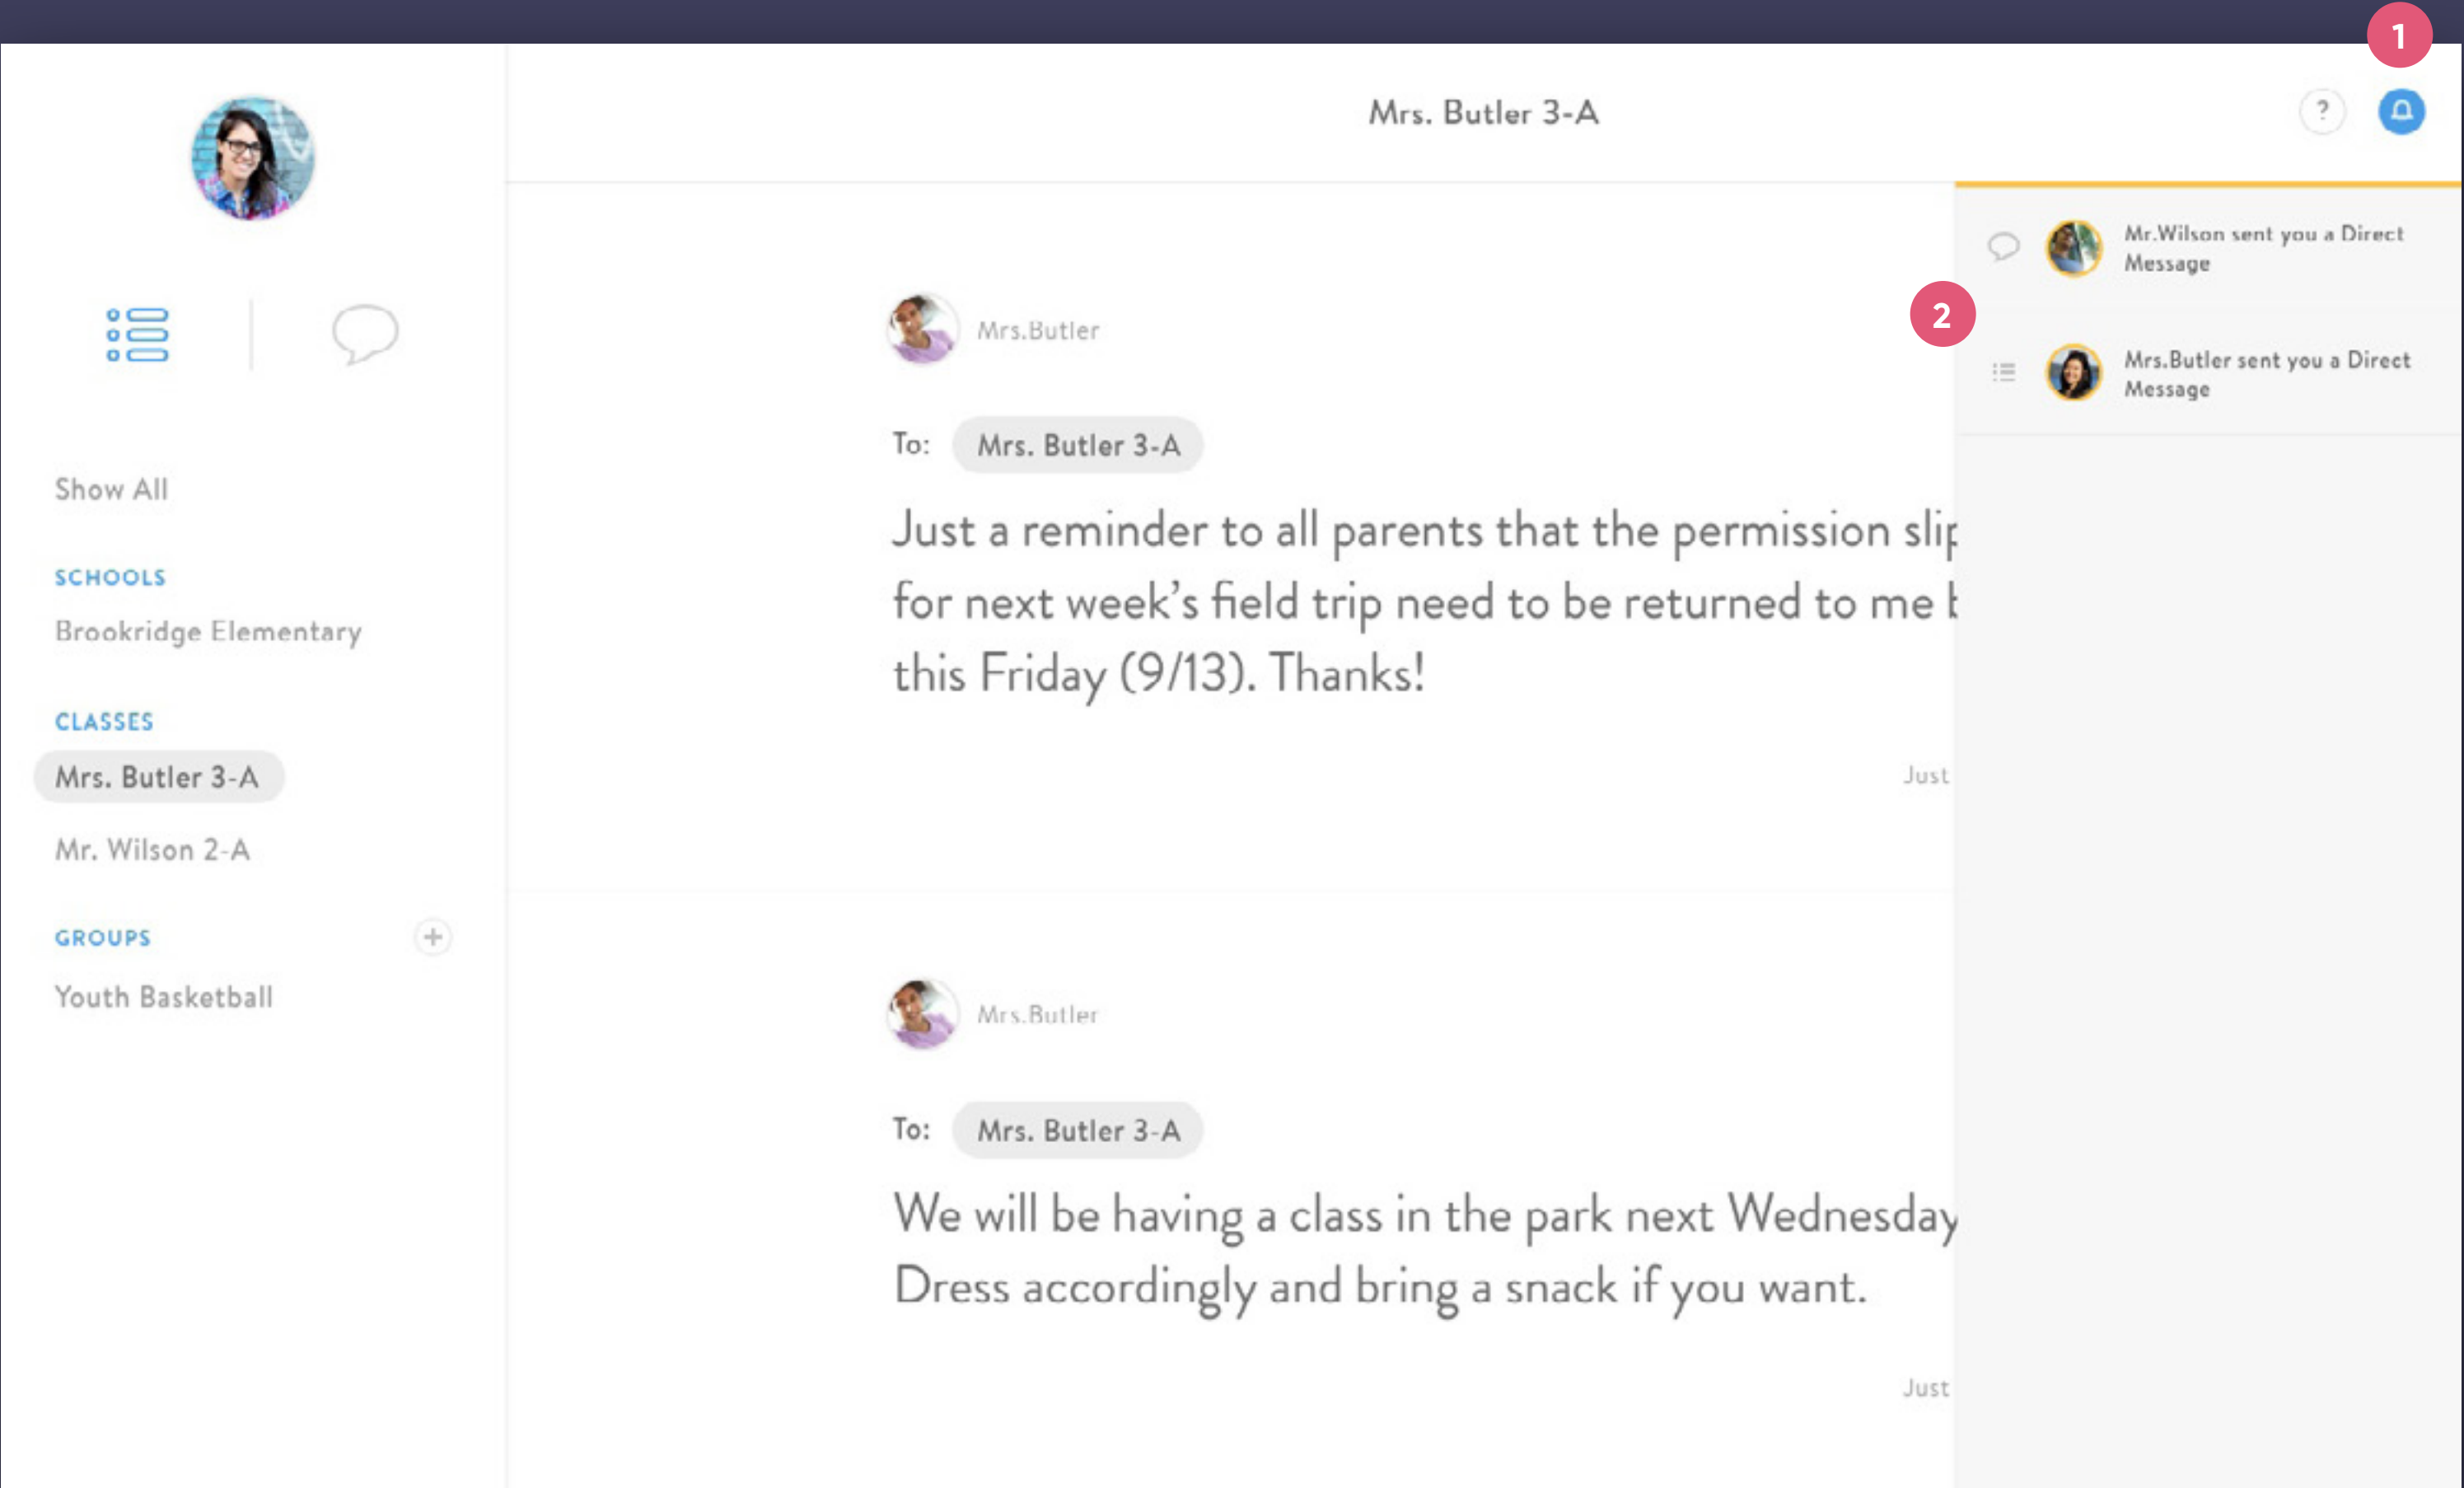 1
Mrs. Butler 3-A
?
Show All
SCHOOLS
Brookridge Elementary
CLASSES
Mrs. Butler 3-A
Mr. Wilson 2-A
GROUPS
+
Youth Basketball
Mrs.Butler
To: Mrs. Butler 3-A
Just a reminder to all parents that the permission slip
for next week’s field trip need to be returned to me
this Friday (9/13). Thanks!
Just
Mrs.Butler
To: Mrs. Butler 3-A
We will be having a class in the park next Wednesday
Dress accordingly and bring a snack if you want.
Just
Mr.Wilson sent you a Direct
Message
2
Mrs.Butler sent you a Direct
Message